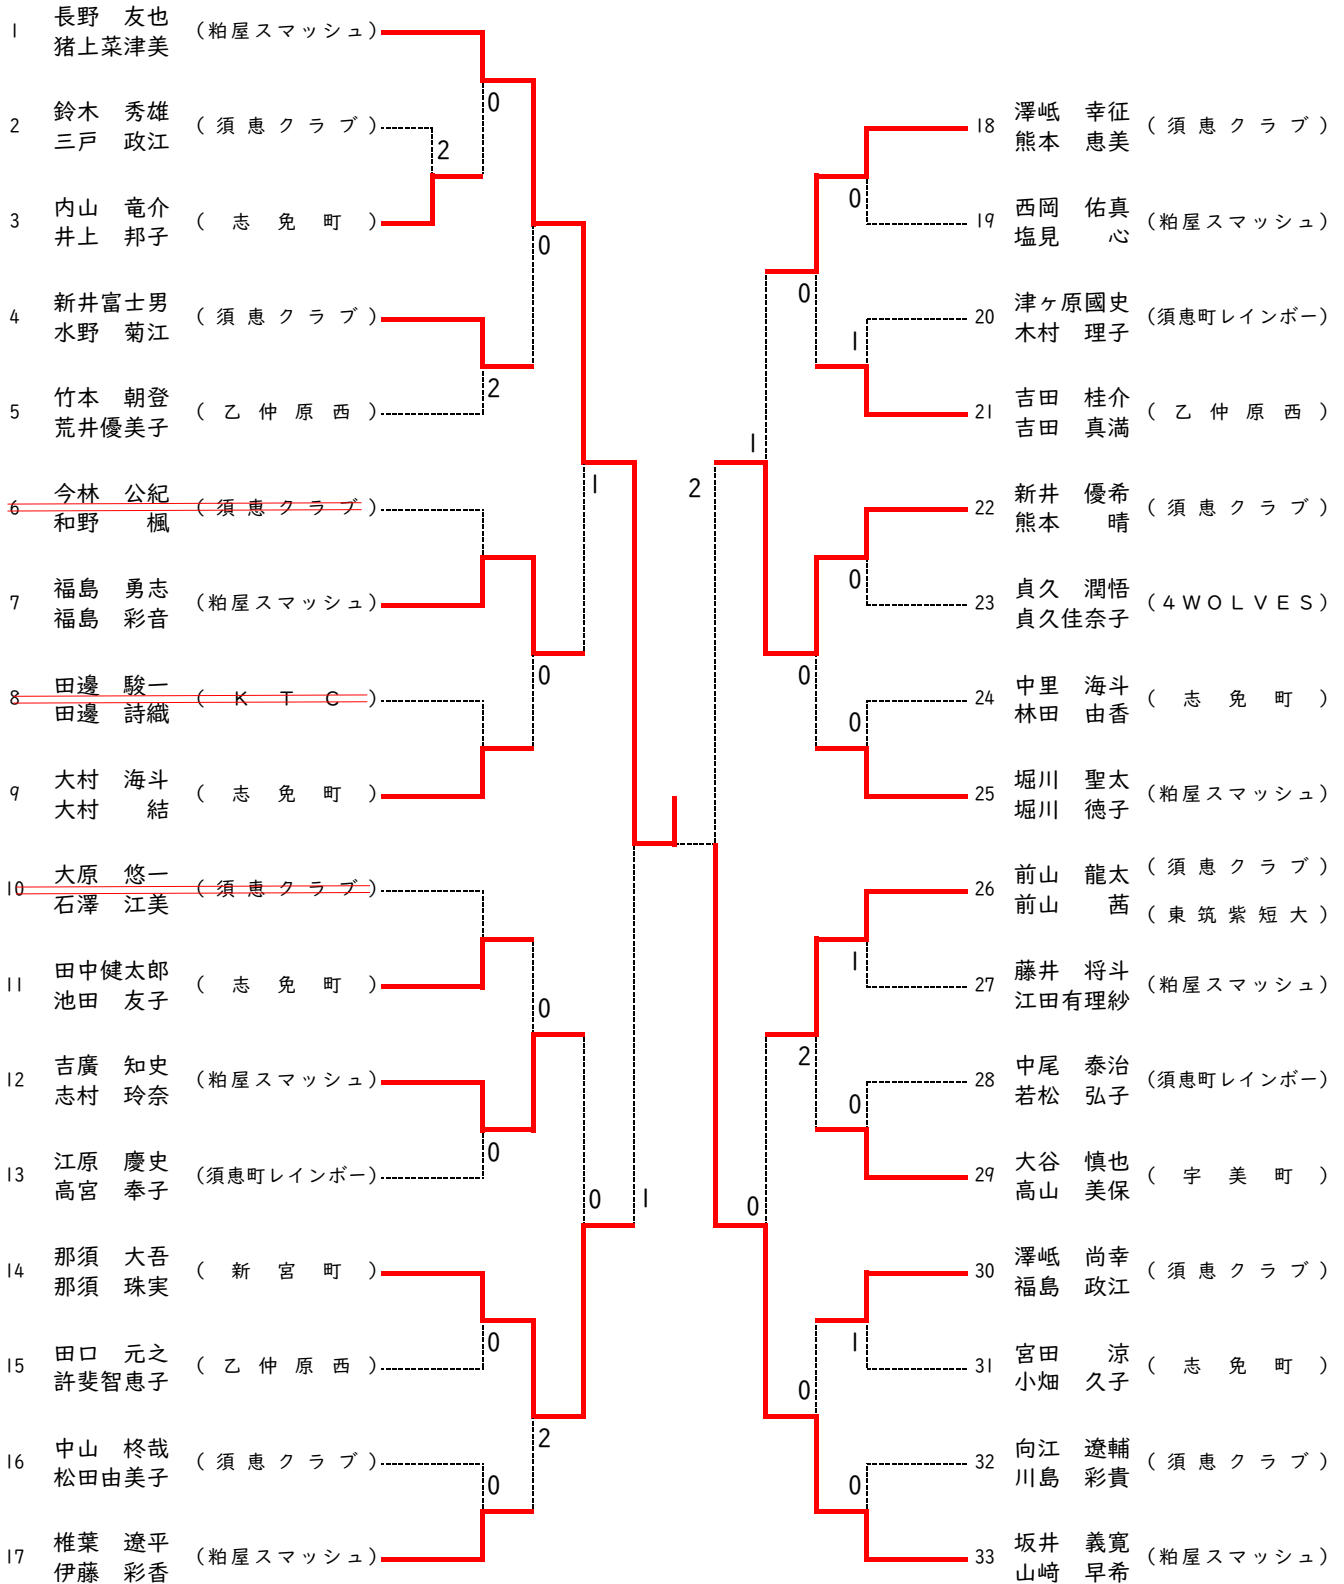 1 長野 友也 (粕屋スマッシュ)
猪上菜津美
0
2 鈴木 秀雄 (須恵クラブ)
三戸 政江
2
3 内山 竜介 (志免町)
井上 邦子
0
4 新井富士男 (須恵クラブ)
水野 菊江
2
5 竹本 朝登 (乙仲原西)
荒井優美子
1
6 今林 公紀 (須恵クラブ)
和野 楓
7 福島 勇志 (粕屋スマッシュ)
福島 彩音
0
8 田邊 駿一 (KTC)
田邊 詩織
9 大村 海斗 (志免町)
大村 結
10 大原 悠一 (須恵クラブ)
石澤 江美
11 田中健太郎 (志免町)
池田 友子
0
12 吉廣 知史 (粕屋スマッシュ)
志村 玲奈
0
13 江原 慶史 (須恵町レインボー)
高宮 奉子
0 1
14 那須 大吾 (新宮町)
那須 珠実
0
15 田口 元之 (乙仲原西)
許斐智恵子
2
16 中山 柊哉 (須恵クラブ)
松田由美子
0
17 椎葉 遼平 (粕屋スマッシュ)
伊藤 彩香
18 澤岻 幸征 (須恵クラブ)
熊本 恵美
0
19 西岡 佑真 (粕屋スマッシュ)
塩見 心
0
20 津ヶ原國史 (須恵町レインボー)
木村 理子
1
21 吉田 桂介 (乙仲原西)
吉田 真満
1
2
22 新井 優希 (須恵クラブ)
熊本 晴
0
23 貞久 潤悟 (4WOLVES)
貞久佳奈子
0
24 中里 海斗 (志免町)
林田 由香
0
25 堀川 聖太 (粕屋スマッシュ)
堀川 徳子
26 前山 龍太 (須恵クラブ)
前山 茜 (東筑紫短大)
1
27 藤井 将斗 (粕屋スマッシュ)
江田有理紗
2
28 中尾 泰治 (須恵町レインボー)
若松 弘子
0
29 大谷 慎也 (宇美町)
高山 美保
0
30 澤岻 尚幸 (須恵クラブ)
福島 政江
1
31 宮田 涼 (志免町)
小畑 久子
0
32 向江 遼輔 (須恵クラブ)
川島 彩貴
0
33 坂井 義寛 (粕屋スマッシュ)
山﨑 早希